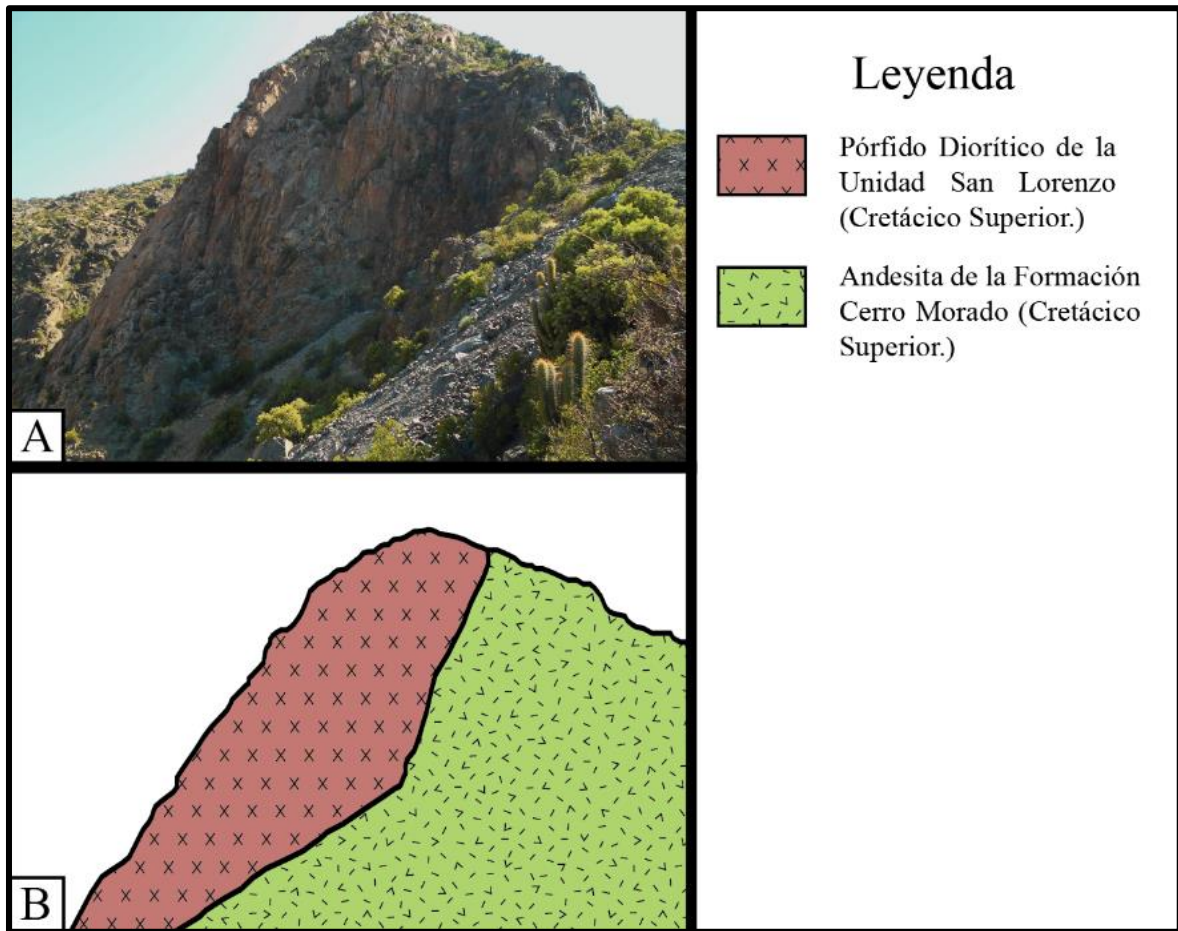 A
B
Leyenda
Pórfido Diorítico de la
Unidad San Lorenzo
(Cretácico Superior.)
Andesita de la Formación
Cerro Morado (Cretácico
Superior.)